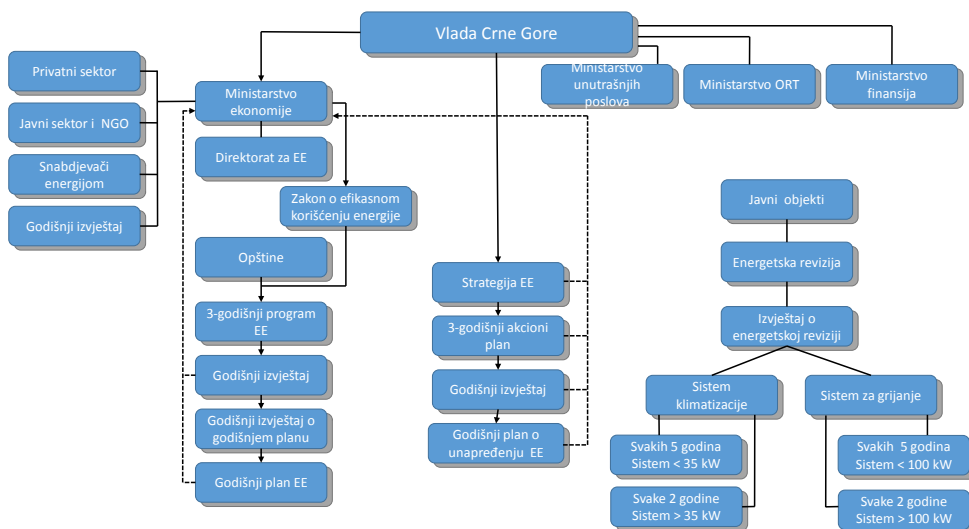 Vlada Crne Gore
Privatni sektor
Javni sektor i NGO
Snabdjevači
energijom
Godišnji izvještaj
Ministarstvo
ekonomije
Direktorat za EE
Zakon o efikasnom
korišćenju energije
Opštine
3-godišnji program
EE
Godišnji izvještaj
Godišnji izvještaj o
godišnjem planu
Godišnji plan EE
Strategija EE
3-godišnji akcioni
plan
Godišnji izvještaj
Godišnji plan o
unapređenju EE
Ministarstvo
unutrašnjih
poslova
Ministarstvo ORT
Ministarstvo
finansija
Javni objekti
Energetska revizija
Izvještaj o
energetskoj reviziji
Sistem
klimatizacije
Svakih 5 godina
Sistem < 35 kW
Svake 2 godine
Sistem > 35 kW
Sistem za grijanje
Svakih 5 godina
Sistem < 100 kW
Svake 2 godine
Sistem > 100 kW